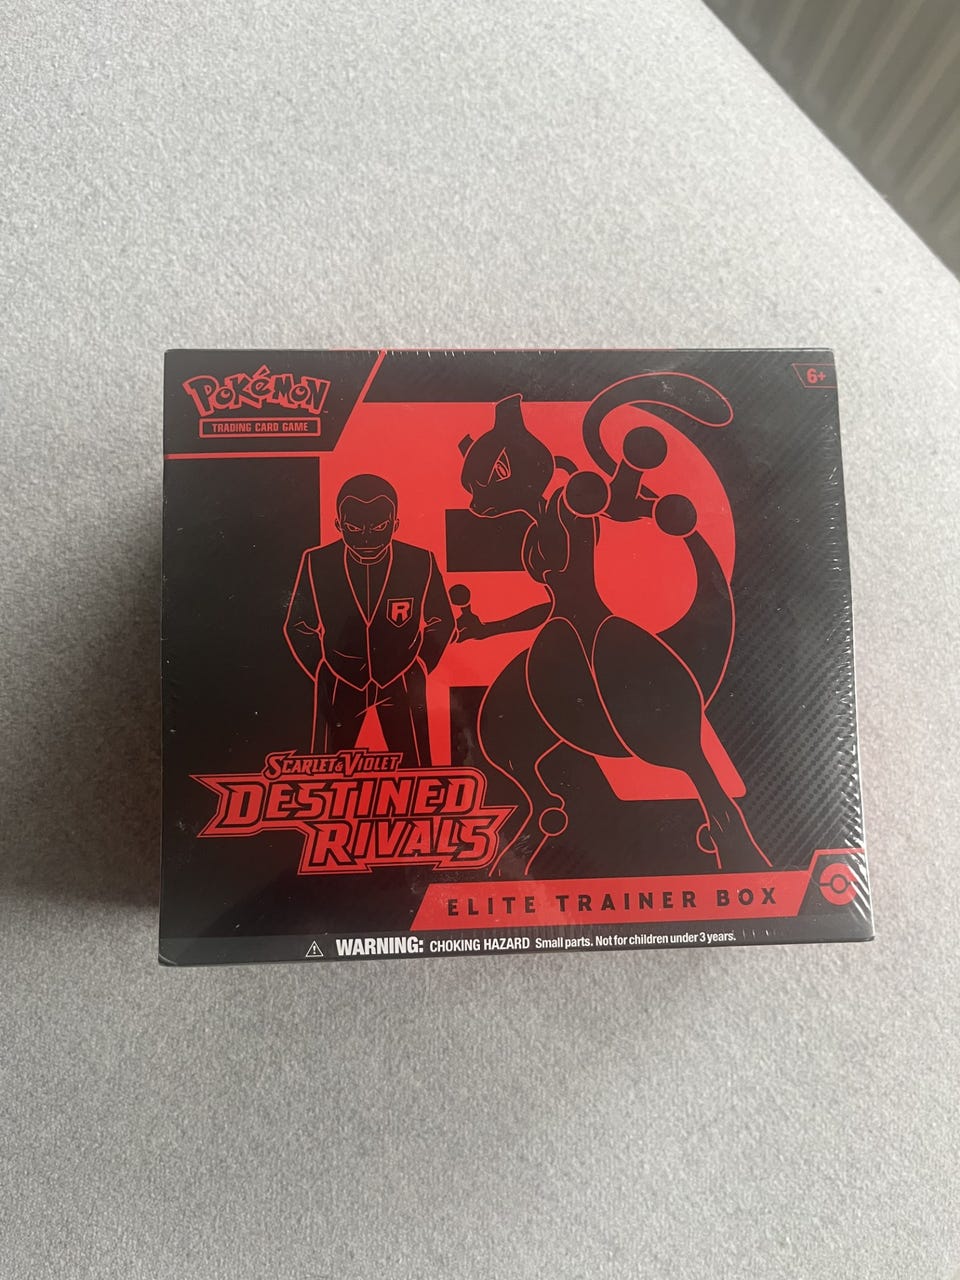 POKéMON
TRADING CARD GAME
6+
R
SCARLET & VIOLET
DESTINED
RIVALS
ELITE TRAINER BOX
WARNING: CHOKING HAZARD Small parts. Not for children under 3 years.